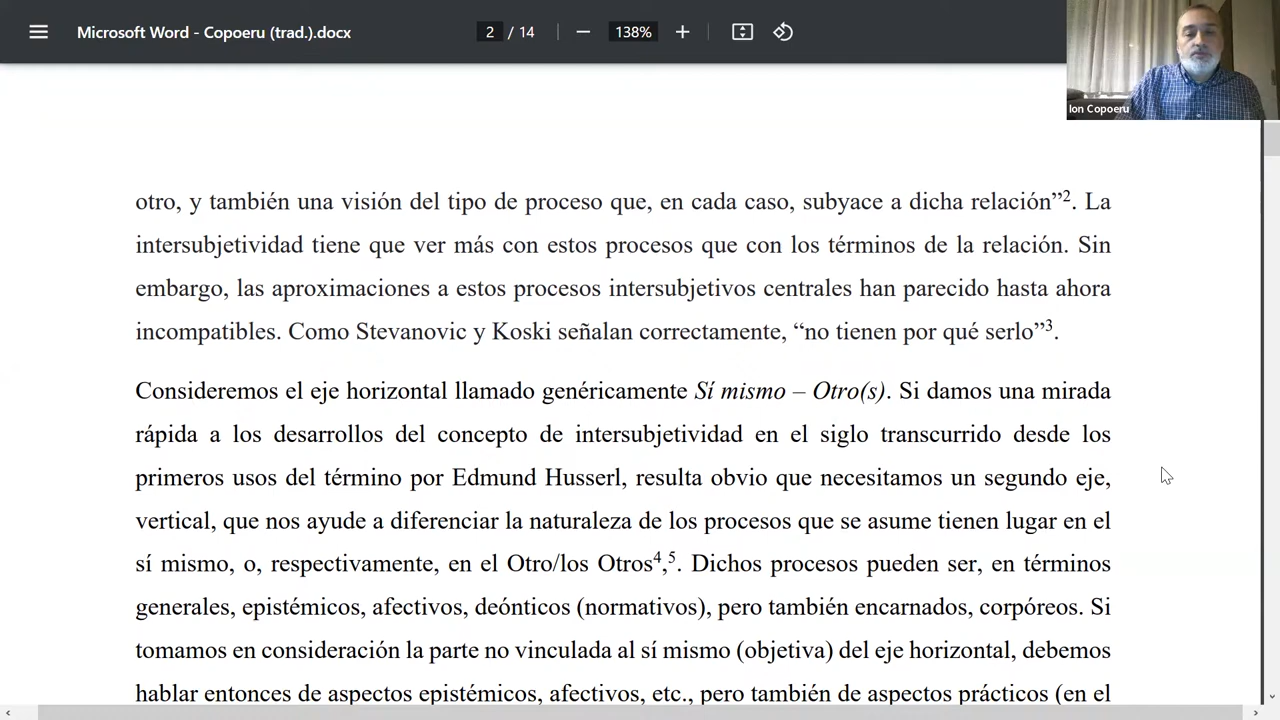 Microsoft Word - Copoeru (trad.).docx
2 / 14
138%
Ion Copoeru
otro, y también una visión del tipo de proceso que, en cada caso, subyace a dicha relación”². La
intersubjetividad tiene que ver más con estos procesos que con los términos de la relación. Sin
embargo, las aproximaciones a estos procesos intersubjetivos centrales han parecido hasta ahora
incompatibles. Como Stevanovic y Koski señalan correctamente, “no tienen por qué serlo”³.
Consideremos el eje horizontal llamado genéricamente Sí mismo – Otro(s). Si damos una mirada
rápida a los desarrollos del concepto de intersubjetividad en el siglo transcurrido desde los
primeros usos del término por Edmund Husserl, resulta obvio que necesitamos un segundo eje,
vertical, que nos ayude a diferenciar la naturaleza de los procesos que se asume tienen lugar en el
sí mismo, o, respectivamente, en el Otro/los Otros⁴,⁵. Dichos procesos pueden ser, en términos
generales, epistémicos, afectivos, deónticos (normativos), pero también encarnados, corpóreos. Si
tomamos en consideración la parte no vinculada al sí mismo (objetiva) del eje horizontal, debemos
hablar entonces de aspectos epistémicos, afectivos, etc., pero también de aspectos prácticos (en el